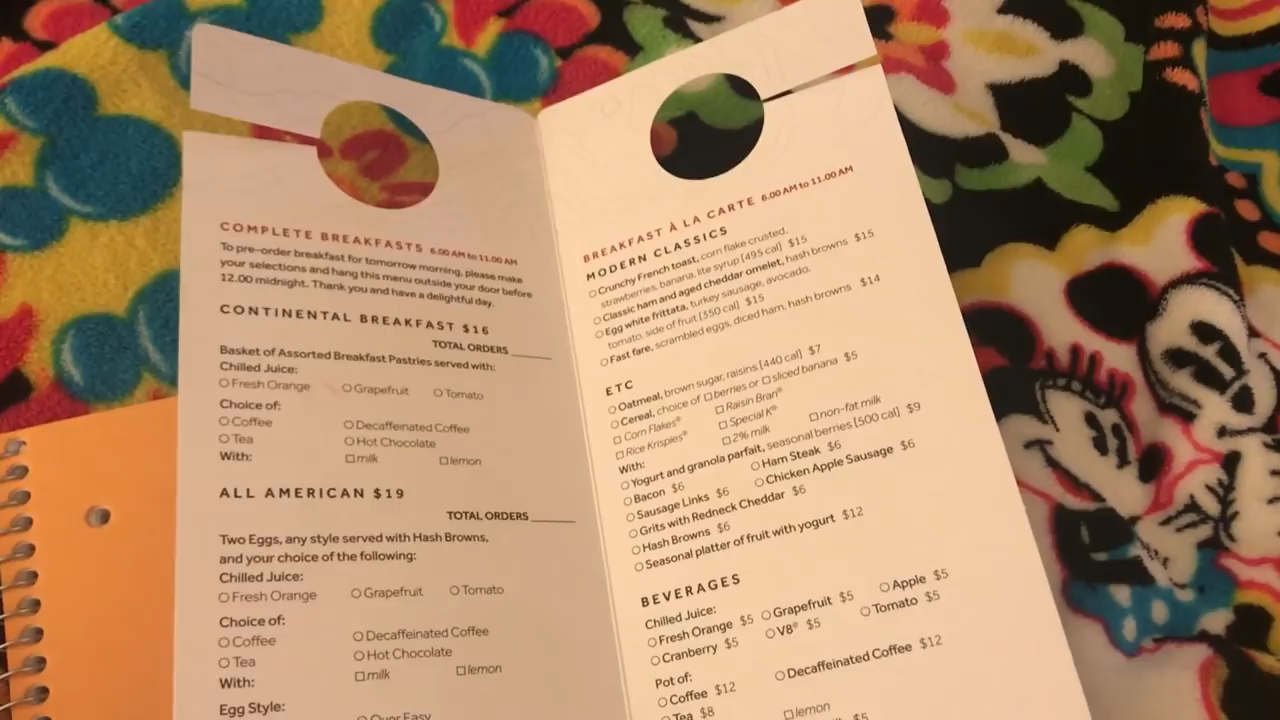 COMPLETE BREAKFASTS 6.00 AM to 11.00 AM
To pre-order breakfast for tomorrow morning, please make
your selections and hang this menu outside your door before
12.00 midnight. Thank you and have a delightful day.
CONTINENTAL BREAKFAST $16
TOTAL ORDERS
Basket of Assorted Breakfast Pastries served with:
Chilled Juice:
Fresh Orange Grapefruit Tomato
Choice of:
Coffee Decaffeinated Coffee
Tea Hot Chocolate
With: milk lemon
ALL AMERICAN $19
TOTAL ORDERS
Two Eggs, any style served with Hash Browns,
and your choice of the following:
Chilled Juice:
Fresh Orange Grapefruit Tomato
Choice of:
Coffee Decaffeinated Coffee
Tea Hot Chocolate
With: milk lemon
Egg Style:
Over Easy
BREAKFAST À LA CARTE 6.00 AM to 11.00 AM
MODERN CLASSICS
Crunchy French toast, corn flake crusted,
strawberries, banana, lite syrup [495 cal] $15
Classic ham and aged cheddar omelet, hash browns $15
Egg white frittata, turkey sausage, avocado,
tomato, side of fruit [350 cal] $15
Fast fare, scrambled eggs, diced ham, hash browns $14
ETC
Oatmeal, brown sugar, raisins [440 cal] $7
Cereal, choice of berries or sliced banana $5
Corn Flakes® Raisin Bran®
Rice Krispies® Special K®
With: 2% milk non-fat milk
Yogurt and granola parfait, seasonal berries [500 cal] $9
Bacon $6 Ham Steak $6
Sausage Links $6 Chicken Apple Sausage $6
Grits with Redneck Cheddar $6
Hash Browns $6
Seasonal platter of fruit with yogurt $12
BEVERAGES
Chilled Juice:
Fresh Orange $5 Grapefruit $5 Apple $5
Cranberry $5 V8® $5 Tomato $5
Pot of:
Coffee $12 Decaffeinated Coffee $12
Tea $8 lemon
$5